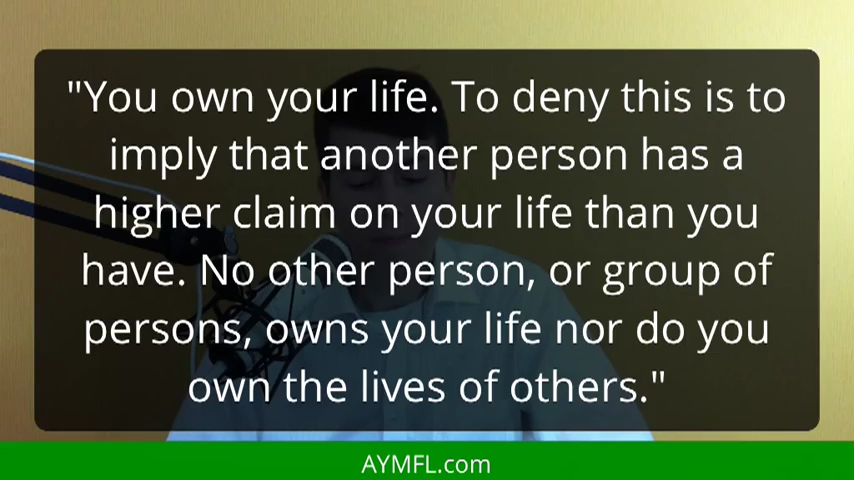 "You own your life. To deny this is to
imply that another person has a
higher claim on your life than you
have. No other person, or group of
persons, owns your life nor do you
own the lives of others."
AYMFL.com